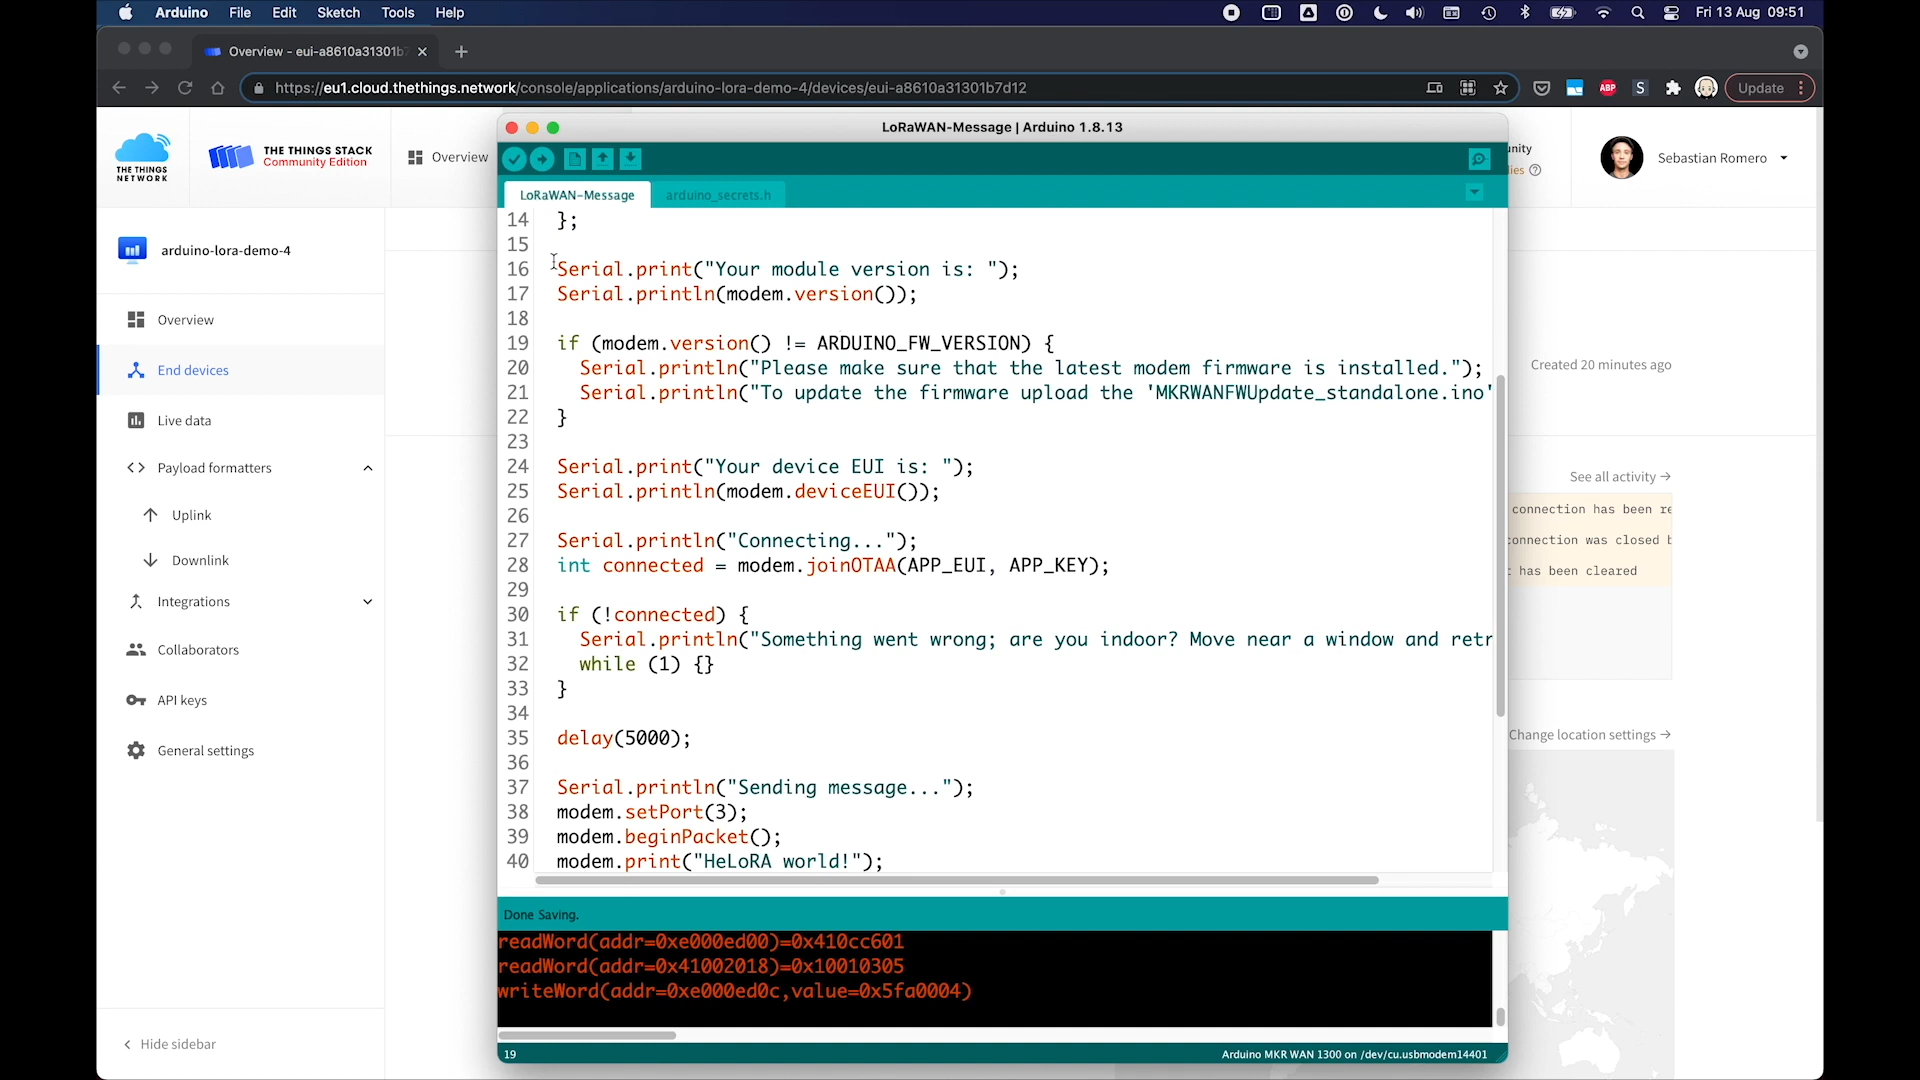 Arduino File Edit Sketch Tools Help
Fri 13 Aug 09:51
Overview - eui-a8610a31301b7
https://eu1.cloud.thethings.network/console/applications/arduino-lora-demo-4/devices/eui-a8610a31301b7d12
ABP
S
Update
THE THINGS
NETWORK
THE THINGS STACK
Community Edition
Overview
Sebastian Romero
arduino-lora-demo-4
Overview
End devices
Live data
Payload formatters
Uplink
Downlink
Integrations
Collaborators
API keys
General settings
Hide sidebar
LoRaWAN-Message | Arduino 1.8.13
LoRaWAN-Message arduino_secrets.h
14 };
15
16 Serial.print("Your module version is: ");
17 Serial.println(modem.version());
18
19 if (modem.version() != ARDUINO_FW_VERSION) {
20 Serial.println("Please make sure that the latest modem firmware is installed.");
21 Serial.println("To update the firmware upload the 'MKRWANFWUpdate_standalone.ino'
22 }
23
24 Serial.print("Your device EUI is: ");
25 Serial.println(modem.deviceEUI());
26
27 Serial.println("Connecting...");
28 int connected = modem.joinOTAA(APP_EUI, APP_KEY);
29
30 if (!connected) {
31 Serial.println("Something went wrong; are you indoor? Move near a window and retr
32 while (1) {}
33 }
34
35 delay(5000);
36
37 Serial.println("Sending message...");
38 modem.setPort(3);
39 modem.beginPacket();
40 modem.print("HeLoRA world!");
Done Saving.
readWord(addr=0xe000ed00)=0x410cc601
readWord(addr=0x41002018)=0x10010305
writeWord(addr=0xe000ed0c,value=0x5fa0004)
19
Arduino MKR WAN 1300 on /dev/cu.usbmodem14401
Created 20 minutes ago
See all activity →
connection has been re
connection was closed b
has been cleared
Change location settings →